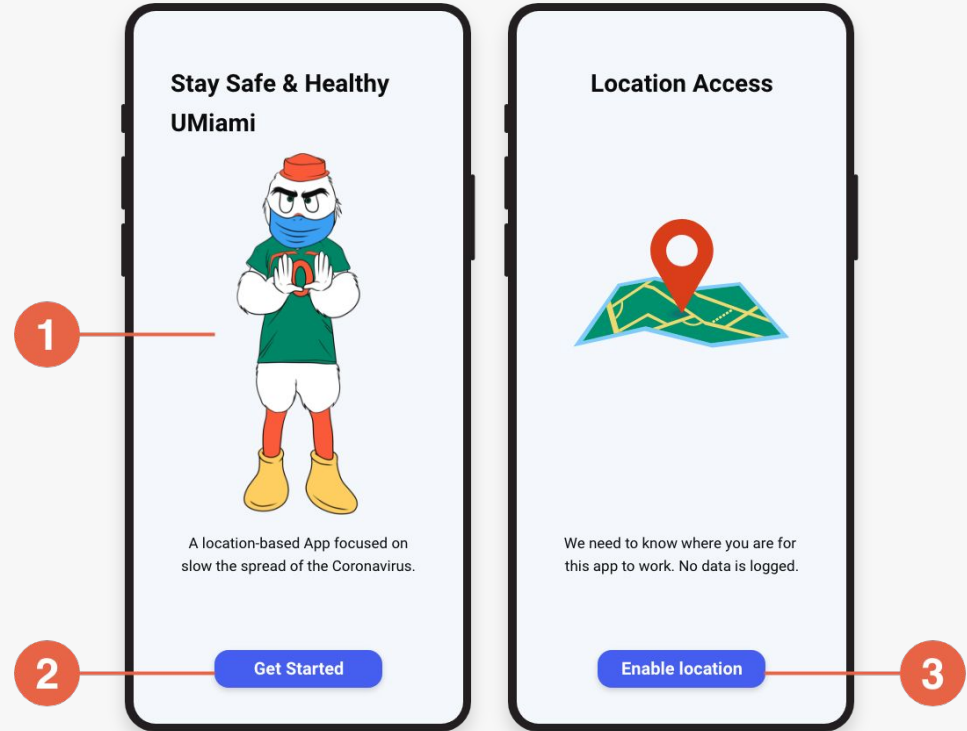 Stay Safe & Healthy
UMiami
A location-based App focused on
slow the spread of the Coronavirus.
Get Started
Location Access
We need to know where you are for
this app to work. No data is logged.
Enable location
1
2
3